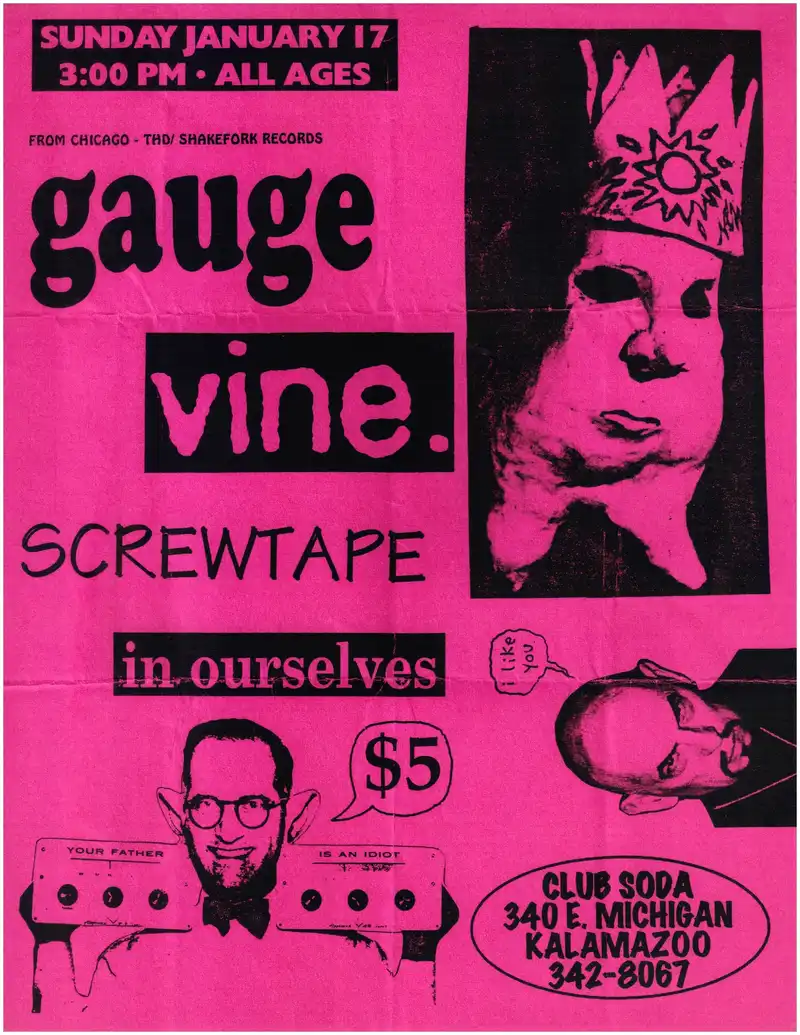 SUNDAY JANUARY 17
3:00 PM • ALL AGES
FROM CHICAGO - THD/ SHAKEFORK RECORDS
gauge
vine.
SCREWTAPE
in ourselves
i like
you
$5
YOUR FATHER
IS AN IDIOT
CLUB SODA
340 E. MICHIGAN
KALAMAZOO
342-8067